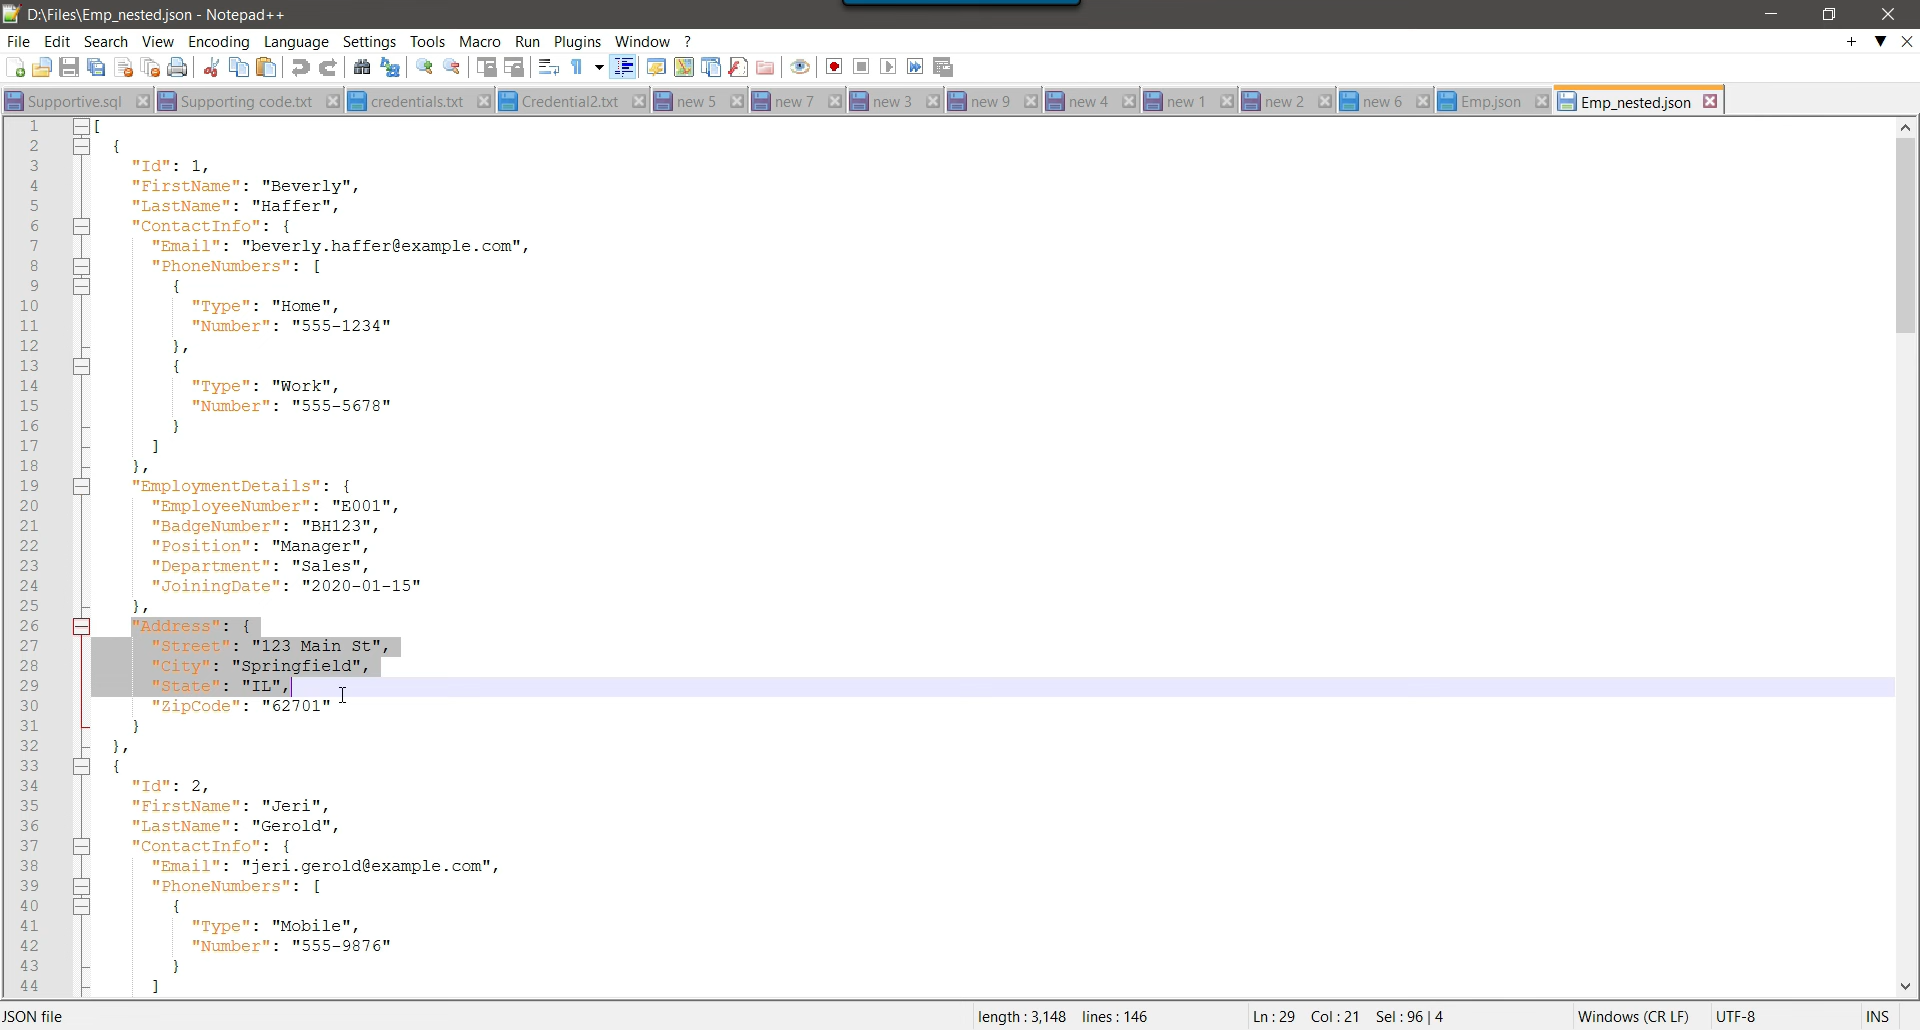 D:\Files\Emp_nested.json - Notepad++
File Edit Search View Encoding Language Settings Tools Macro Run Plugins Window ?
Supportive.sql Supporting code.txt credentials.txt Credential2.txt new 5 new 7 new 3 new 9 new 4 new 1 new 2 new 6 Emp.json Emp_nested.json
1 [
2 {
3 "Id": 1,
4 "FirstName": "Beverly",
5 "LastName": "Haffer",
6 "ContactInfo": {
7 "Email": "beverly.haffer@example.com",
8 "PhoneNumbers": [
9 {
10 "Type": "Home",
11 "Number": "555-1234"
12 },
13 {
14 "Type": "Work",
15 "Number": "555-5678"
16 }
17 ]
18 },
19 "EmploymentDetails": {
20 "EmployeeNumber": "E001",
21 "BadgeNumber": "BH123",
22 "Position": "Manager",
23 "Department": "Sales",
24 "JoiningDate": "2020-01-15"
25 },
26 "Address": {
27 "Street": "123 Main St",
28 "City": "Springfield",
29 "State": "IL",
30 "ZipCode": "62701"
31 }
32 },
33 {
34 "Id": 2,
35 "FirstName": "Jeri",
36 "LastName": "Gerold",
37 "ContactInfo": {
38 "Email": "jeri.gerold@example.com",
39 "PhoneNumbers": [
40 {
41 "Type": "Mobile",
42 "Number": "555-9876"
43 }
44 ]
JSON file length : 3,148 lines : 146 Ln : 29 Col : 21 Sel : 96 | 4 Windows (CR LF) UTF-8 INS